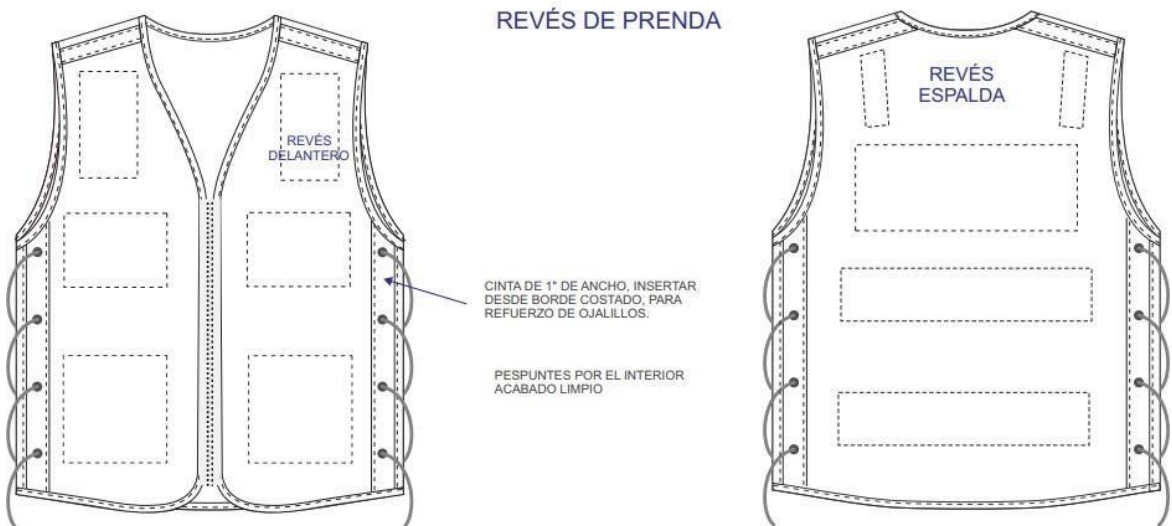 REVÉS DE PRENDA
REVÉS
DELANTERO
REVÉS
ESPALDA
CINTA DE 1" DE ANCHO, INSERTAR
DESDE BORDE COSTADO, PARA
REFUERZO DE OJALILLOS.
PESPUNTES POR EL INTERIOR
ACABADO LIMPIO